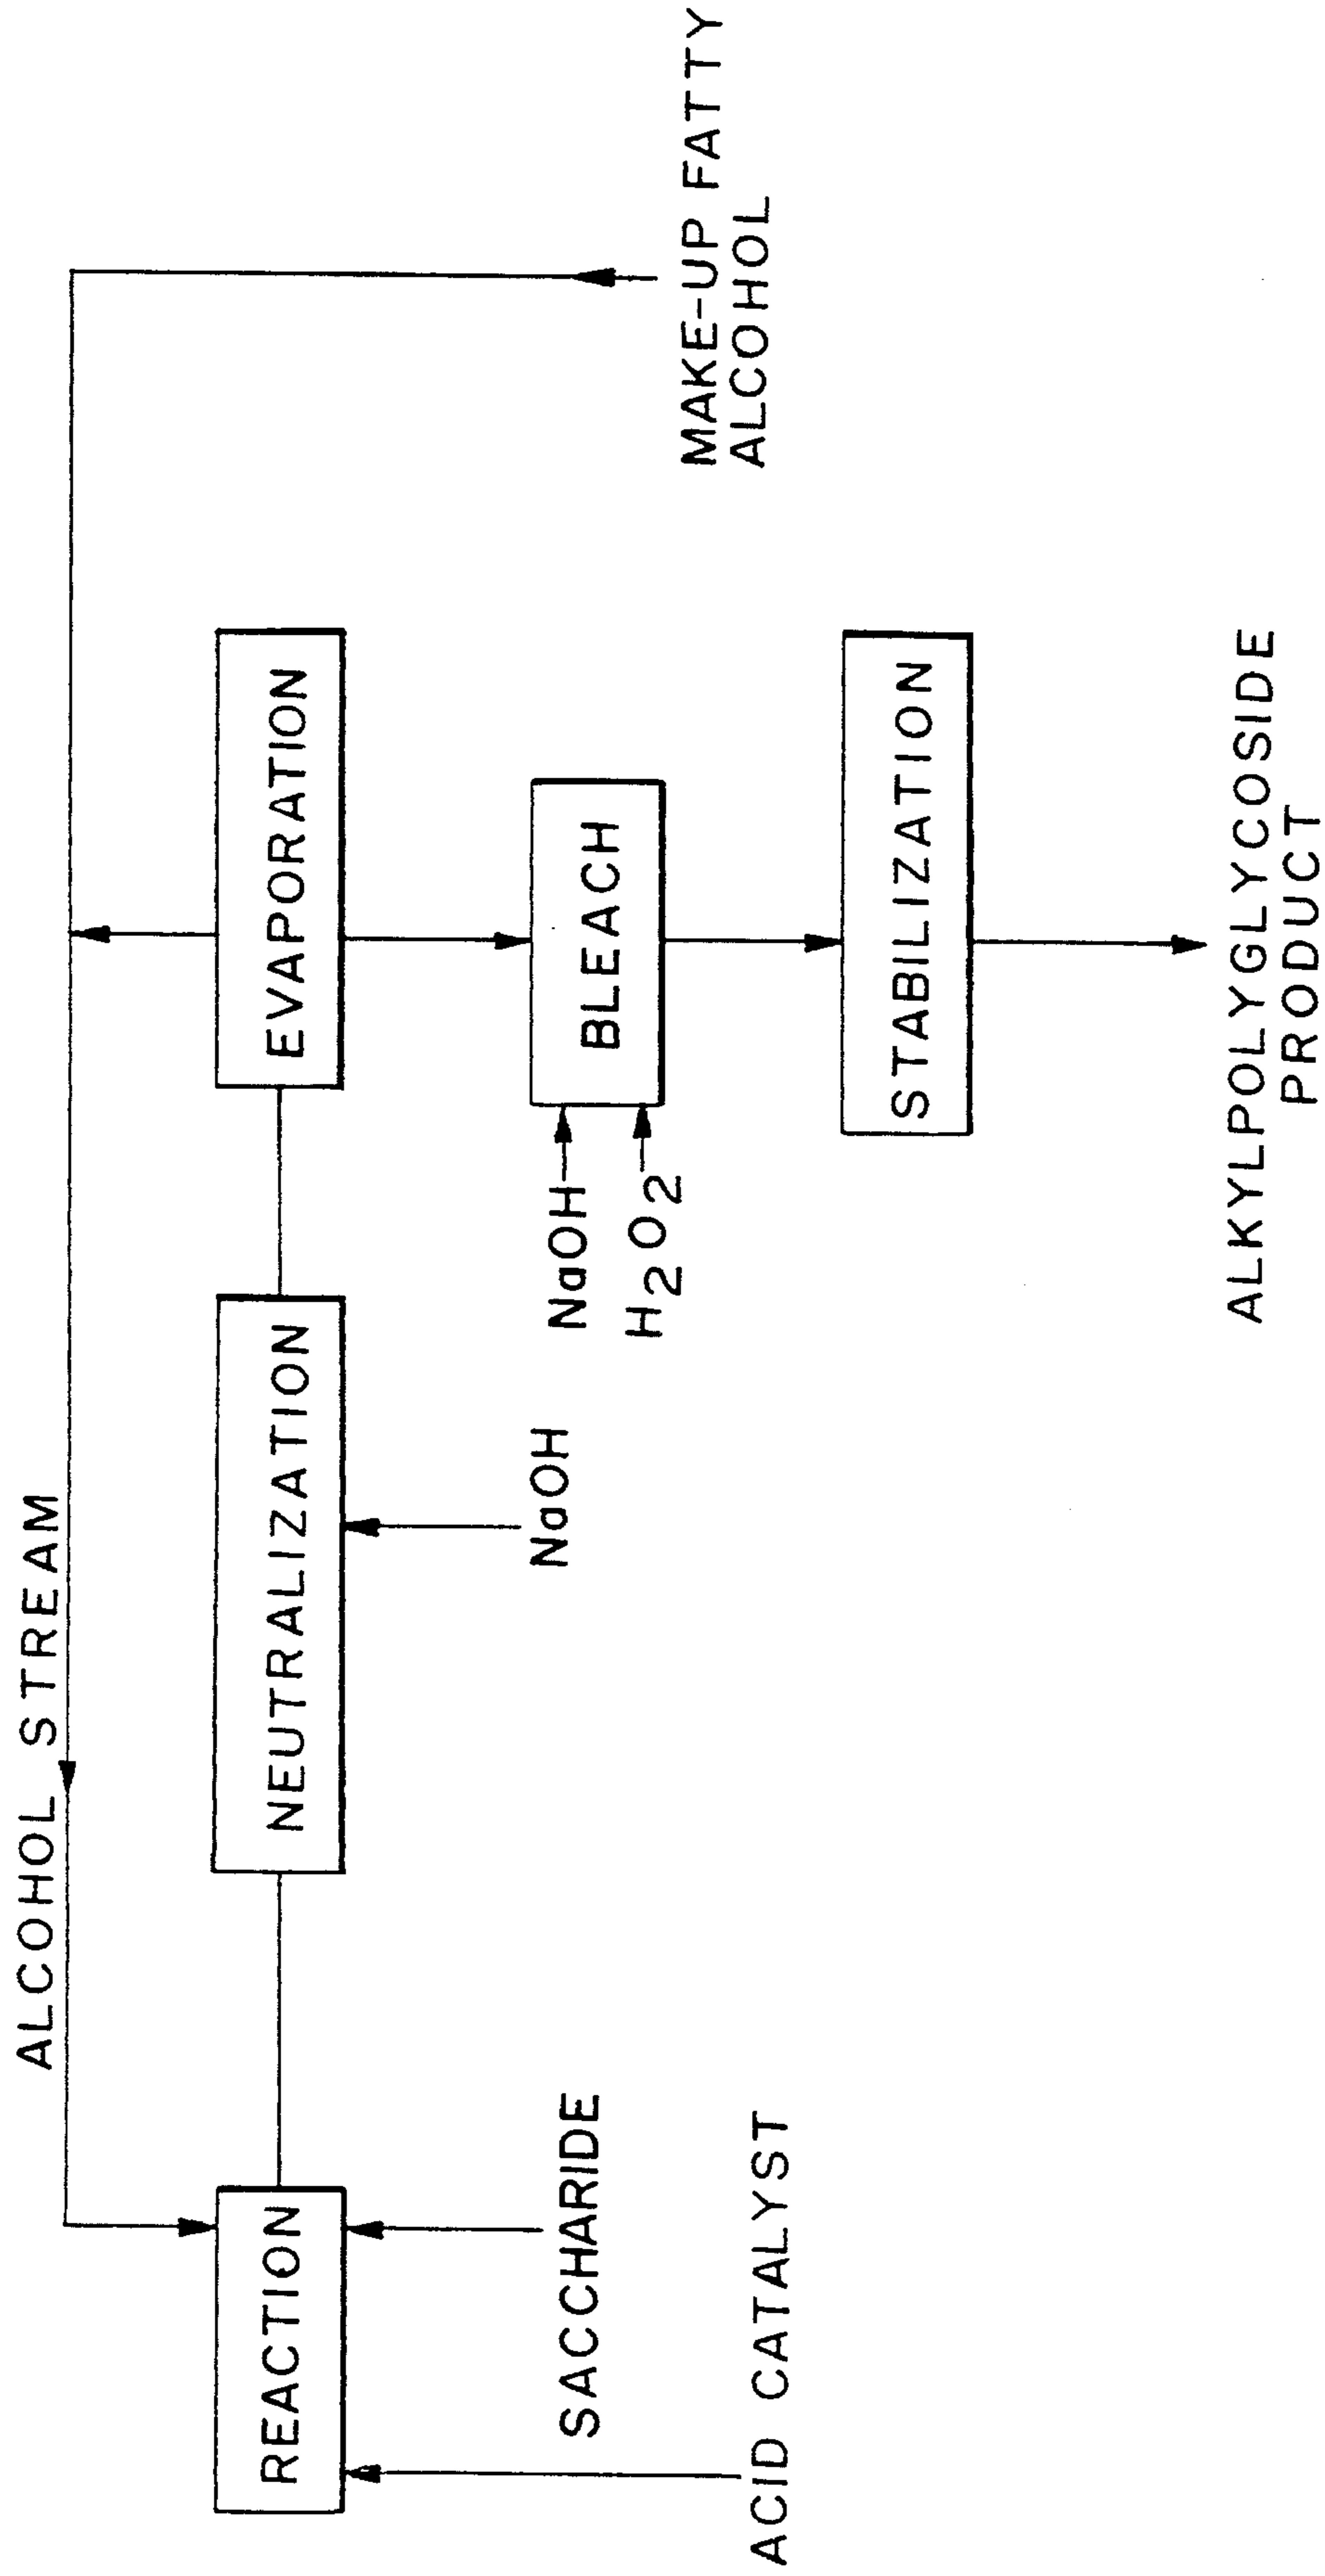 ALCOHOL STREAM
REACTION
NEUTRALIZATION
EVAPORATION
SACCHARIDE
ACID CATALYST
NaOH
NaOH
H2O2
BLEACH
MAKE-UP FATTY
ALCOHOL
STABILIZATION
ALKYLPOLYGLYCOSIDE
PRODUCT